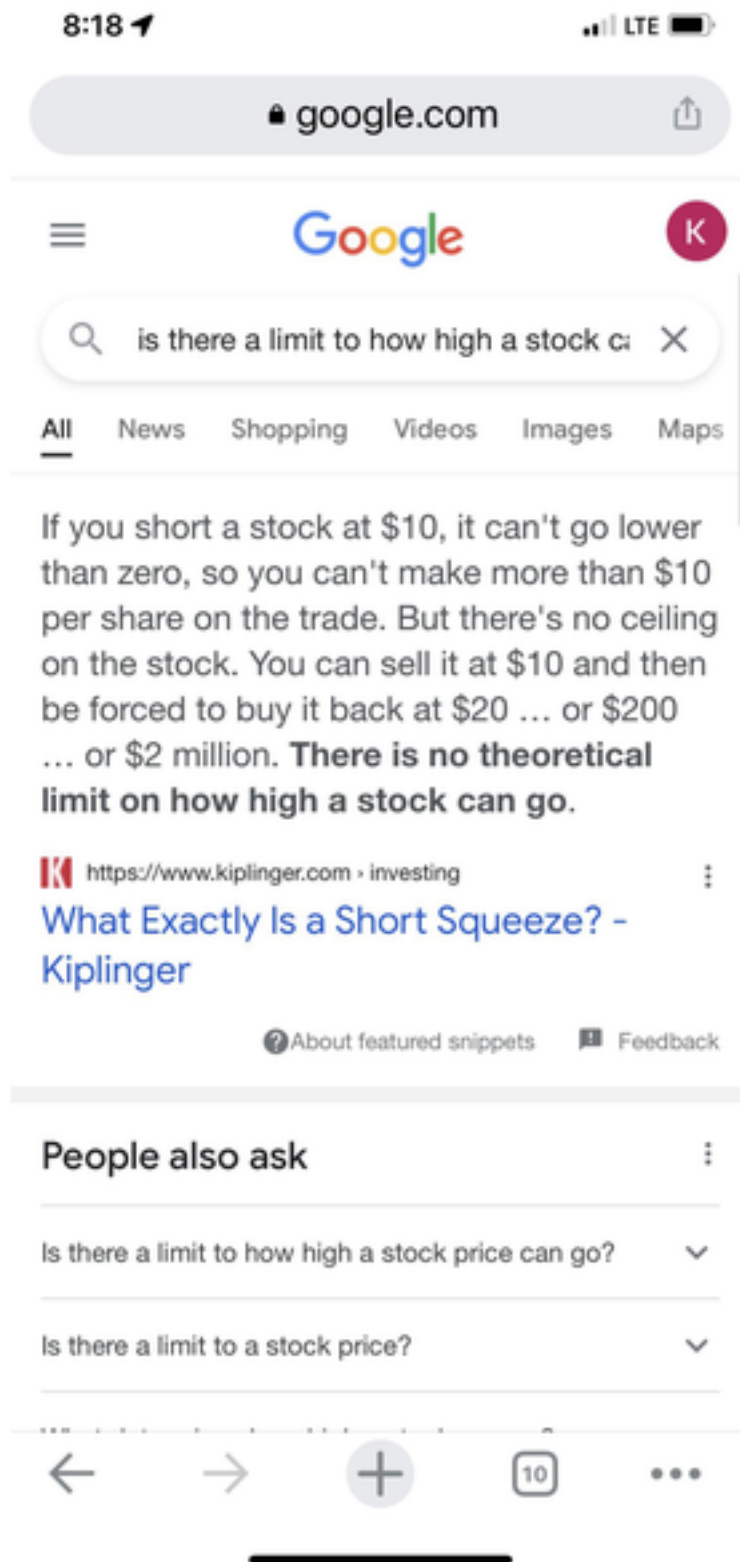 8:18
LTE
google.com
Google
K
is there a limit to how high a stock
All News Shopping Videos Images Maps
If you short a stock at $10, it can't go lower
than zero, so you can't make more than $10
per share on the trade. But there's no ceiling
on the stock. You can sell it at $10 and then
be forced to buy it back at $20 ... or $200
... or $2 million. There is no theoretical
limit on how high a stock can go.
K https://www.kiplinger.com › investing
What Exactly Is a Short Squeeze? -
Kiplinger
About featured snippets Feedback
People also ask
Is there a limit to how high a stock price can go?
Is there a limit to a stock price?
10